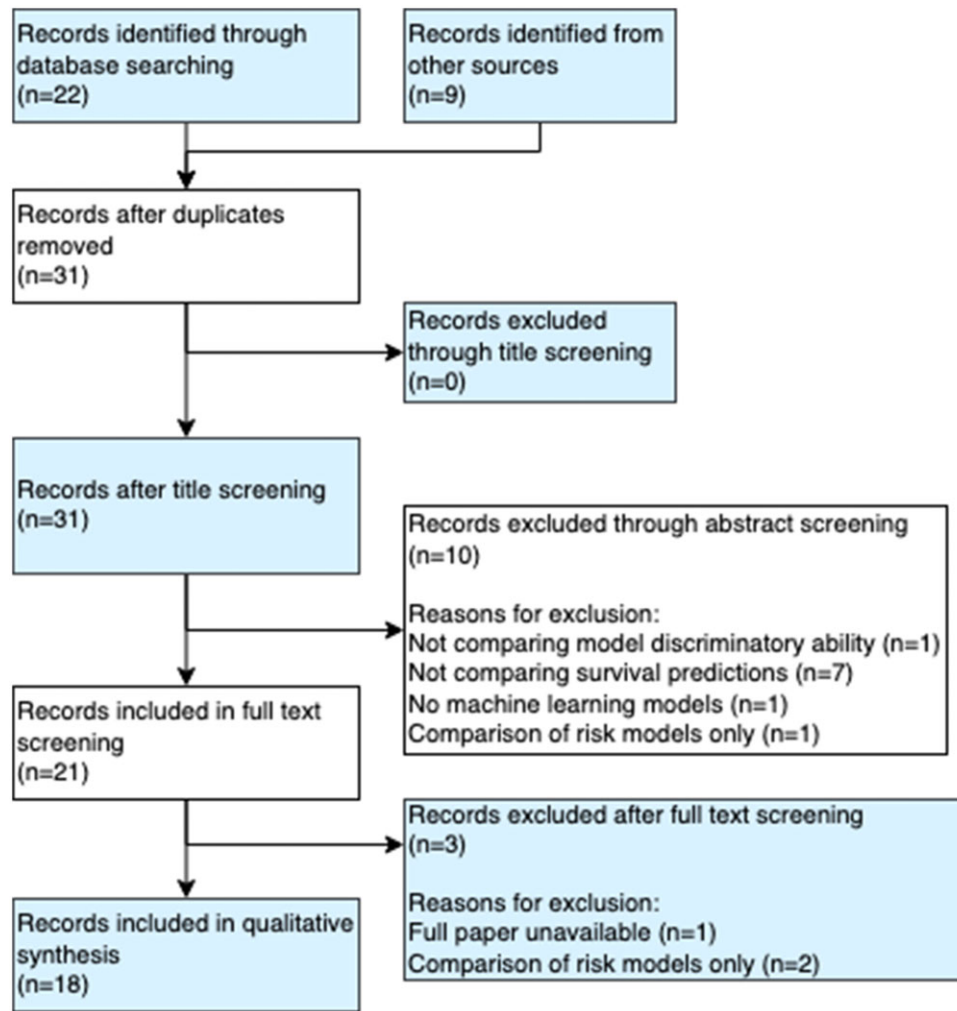 Records identified through
database searching
(n=22)
Records identified from
other sources
(n=9)
Records after duplicates
removed
(n=31)
Records excluded
through title screening
(n=0)
Records after title screening
(n=31)
Records excluded through abstract screening
(n=10)
Reasons for exclusion:
Not comparing model discriminatory ability (n=1)
Not comparing survival predictions (n=7)
No machine learning models (n=1)
Comparison of risk models only (n=1)
Records included in full text
screening
(n=21)
Records excluded after full text screening
(n=3)
Reasons for exclusion:
Full paper unavailable (n=1)
Comparison of risk models only (n=2)
Records included in qualitative
synthesis
(n=18)